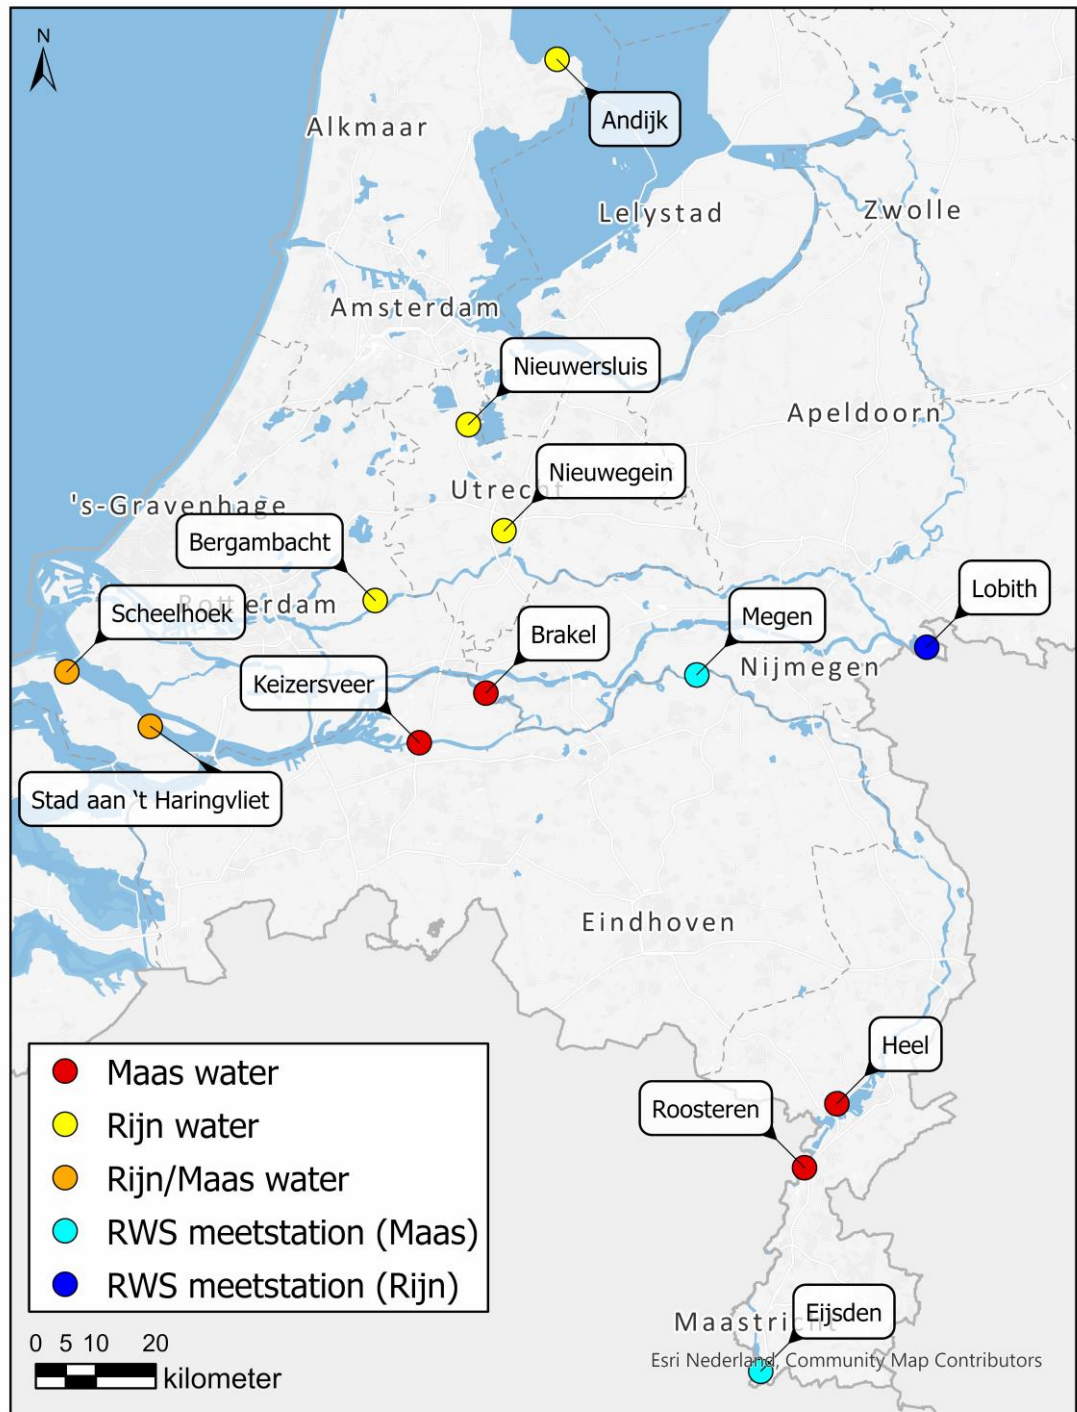 N
Andijk
Alkmaar
Lelystad
Zwolle
Amsterdam
Nieuwersluis
Apeldoorn
Nieuwegein
Utrecht
's-Gravenhage
Bergambacht
Lobith
Scheelhoek
Rotterdam
Brakel
Megen
Nijmegen
Keizersveer
Stad aan ‘t Haringvliet
Eindhoven
Heel
Roosteren
Maas water
Rijn water
Rijn/Maas water
RWS meetstation (Maas)
RWS meetstation (Rijn)
Eijsden
Maastricht
0 5 10 20
kilometer
Esri Nederland, Community Map Contributors